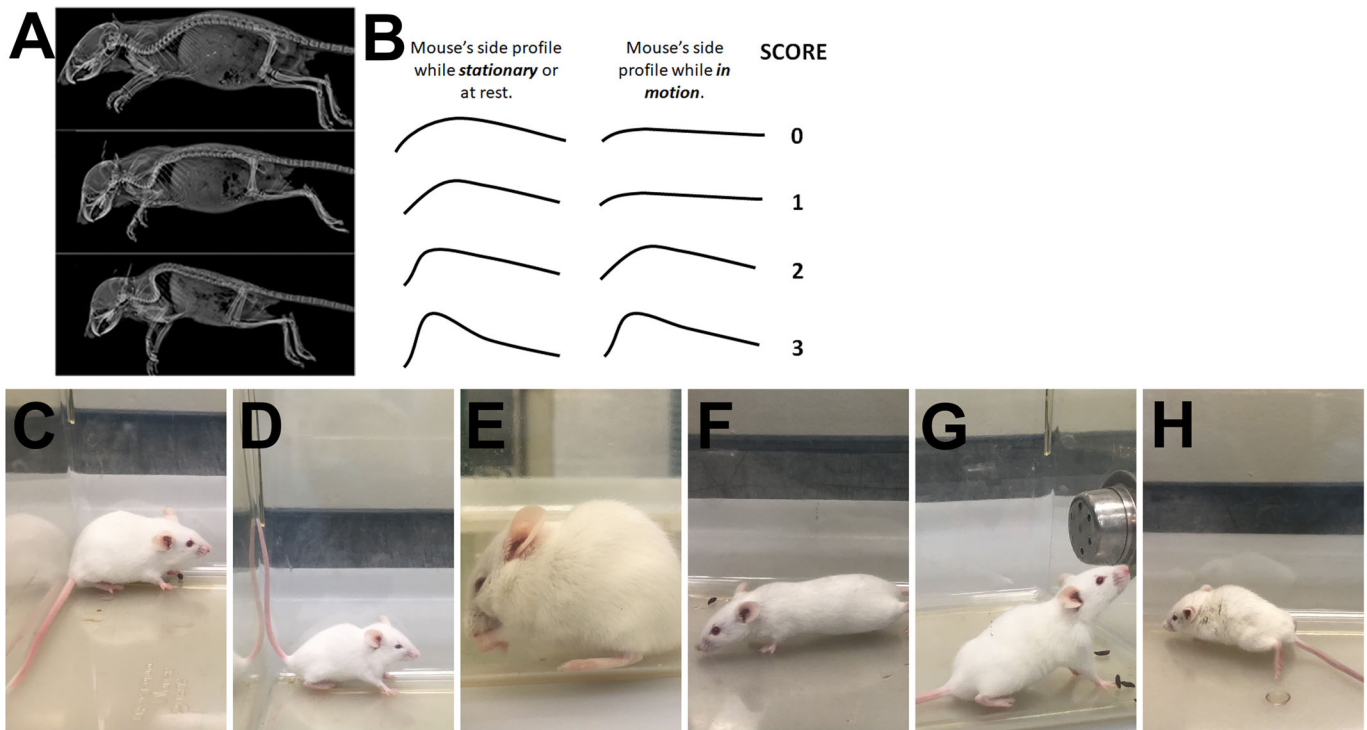 A
B
Mouse's side profile
while stationary or
at rest.
Mouse's side
profile while in
motion.
SCORE
0
1
2
3
C
D
E
F
G
H